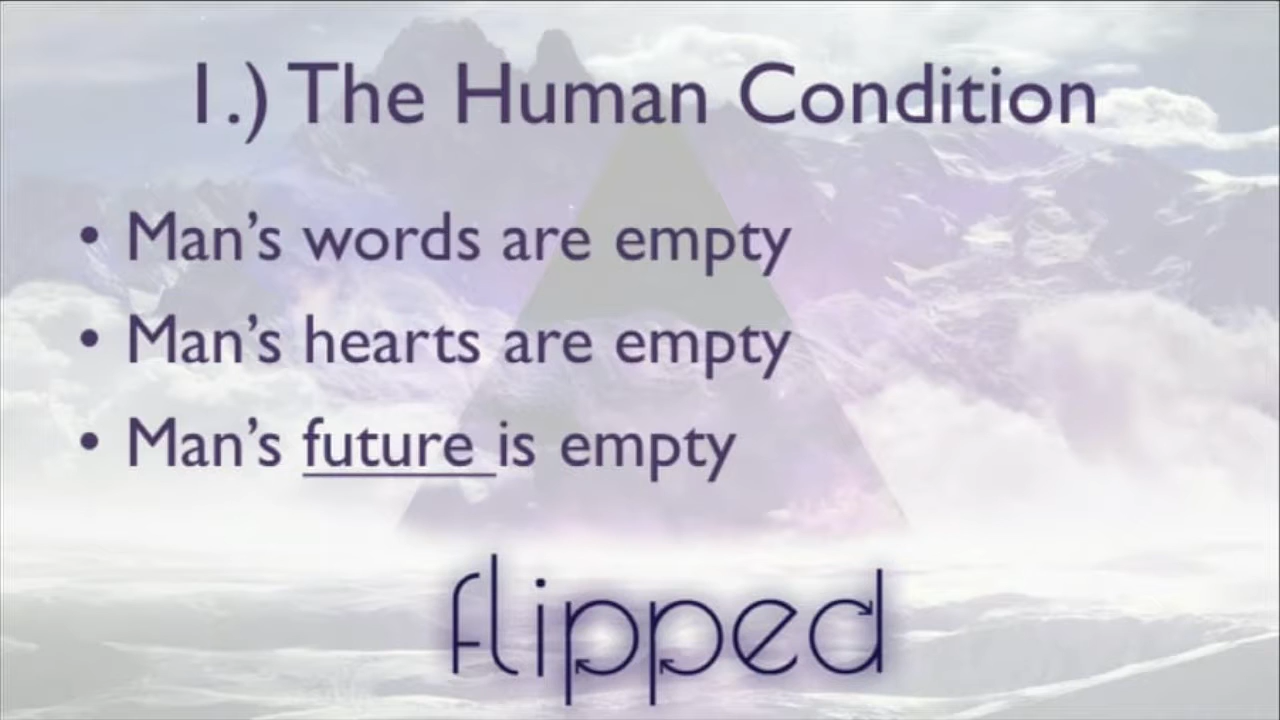 1.) The Human Condition
• Man's words are empty
• Man's hearts are empty
• Man's future is empty
flipped